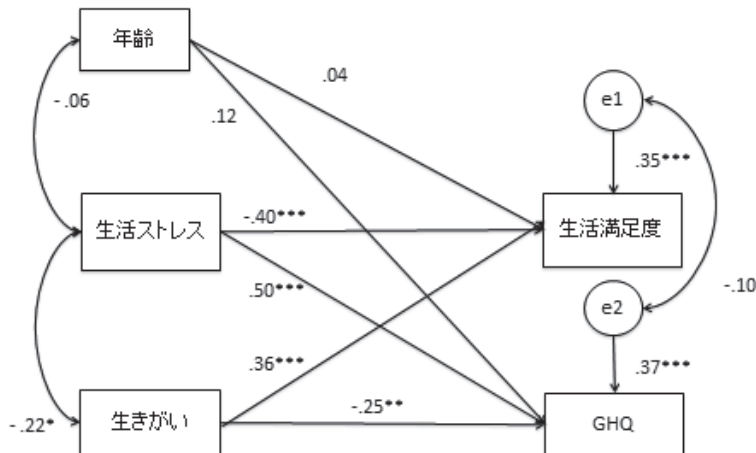 年齢
.04
-.06
.12
e1
.35***
生活ストレス
-.40***
生活満足度
-.10
.50***
e2
.36***
.37***
-.22*
生きがい
-.25**
GHQ